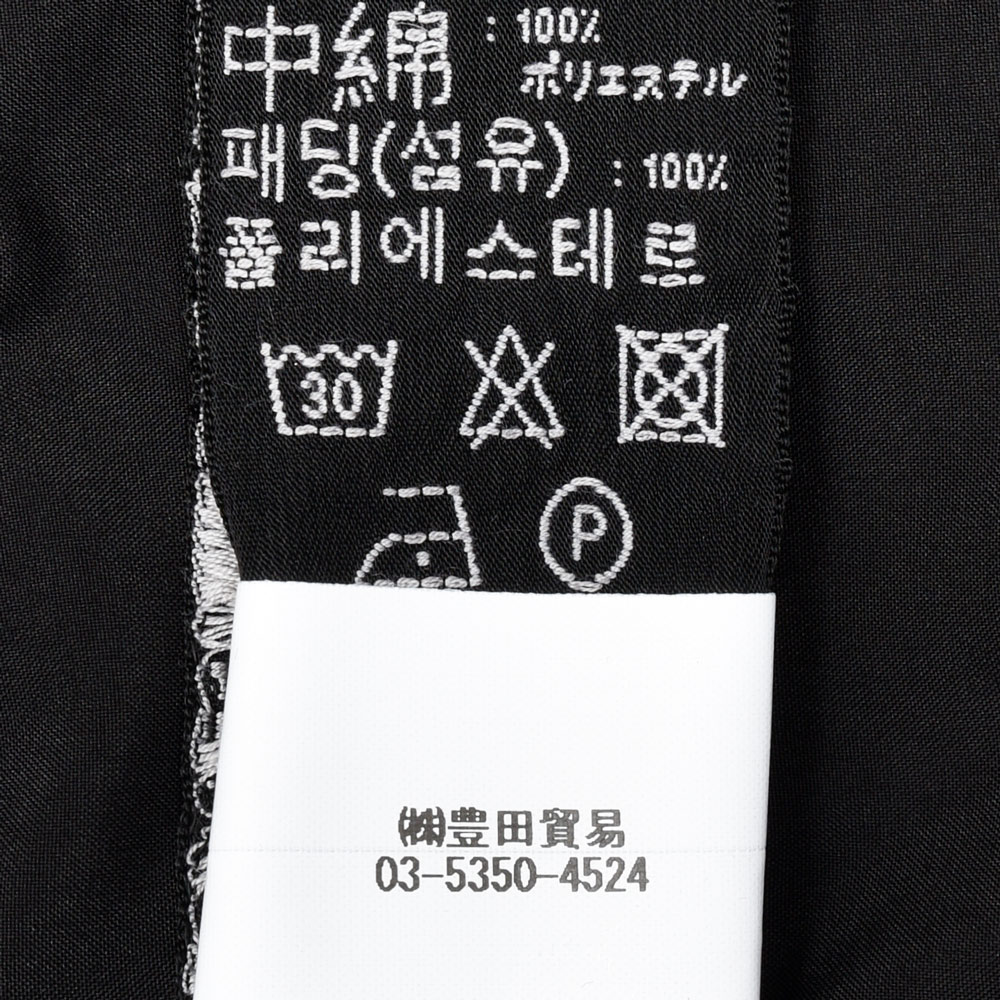 中綿 : 100%
ポリエステル
패딩(섬유) : 100%
폴리에스테르
30
P
㈱豊田貿易
03-5350-4524